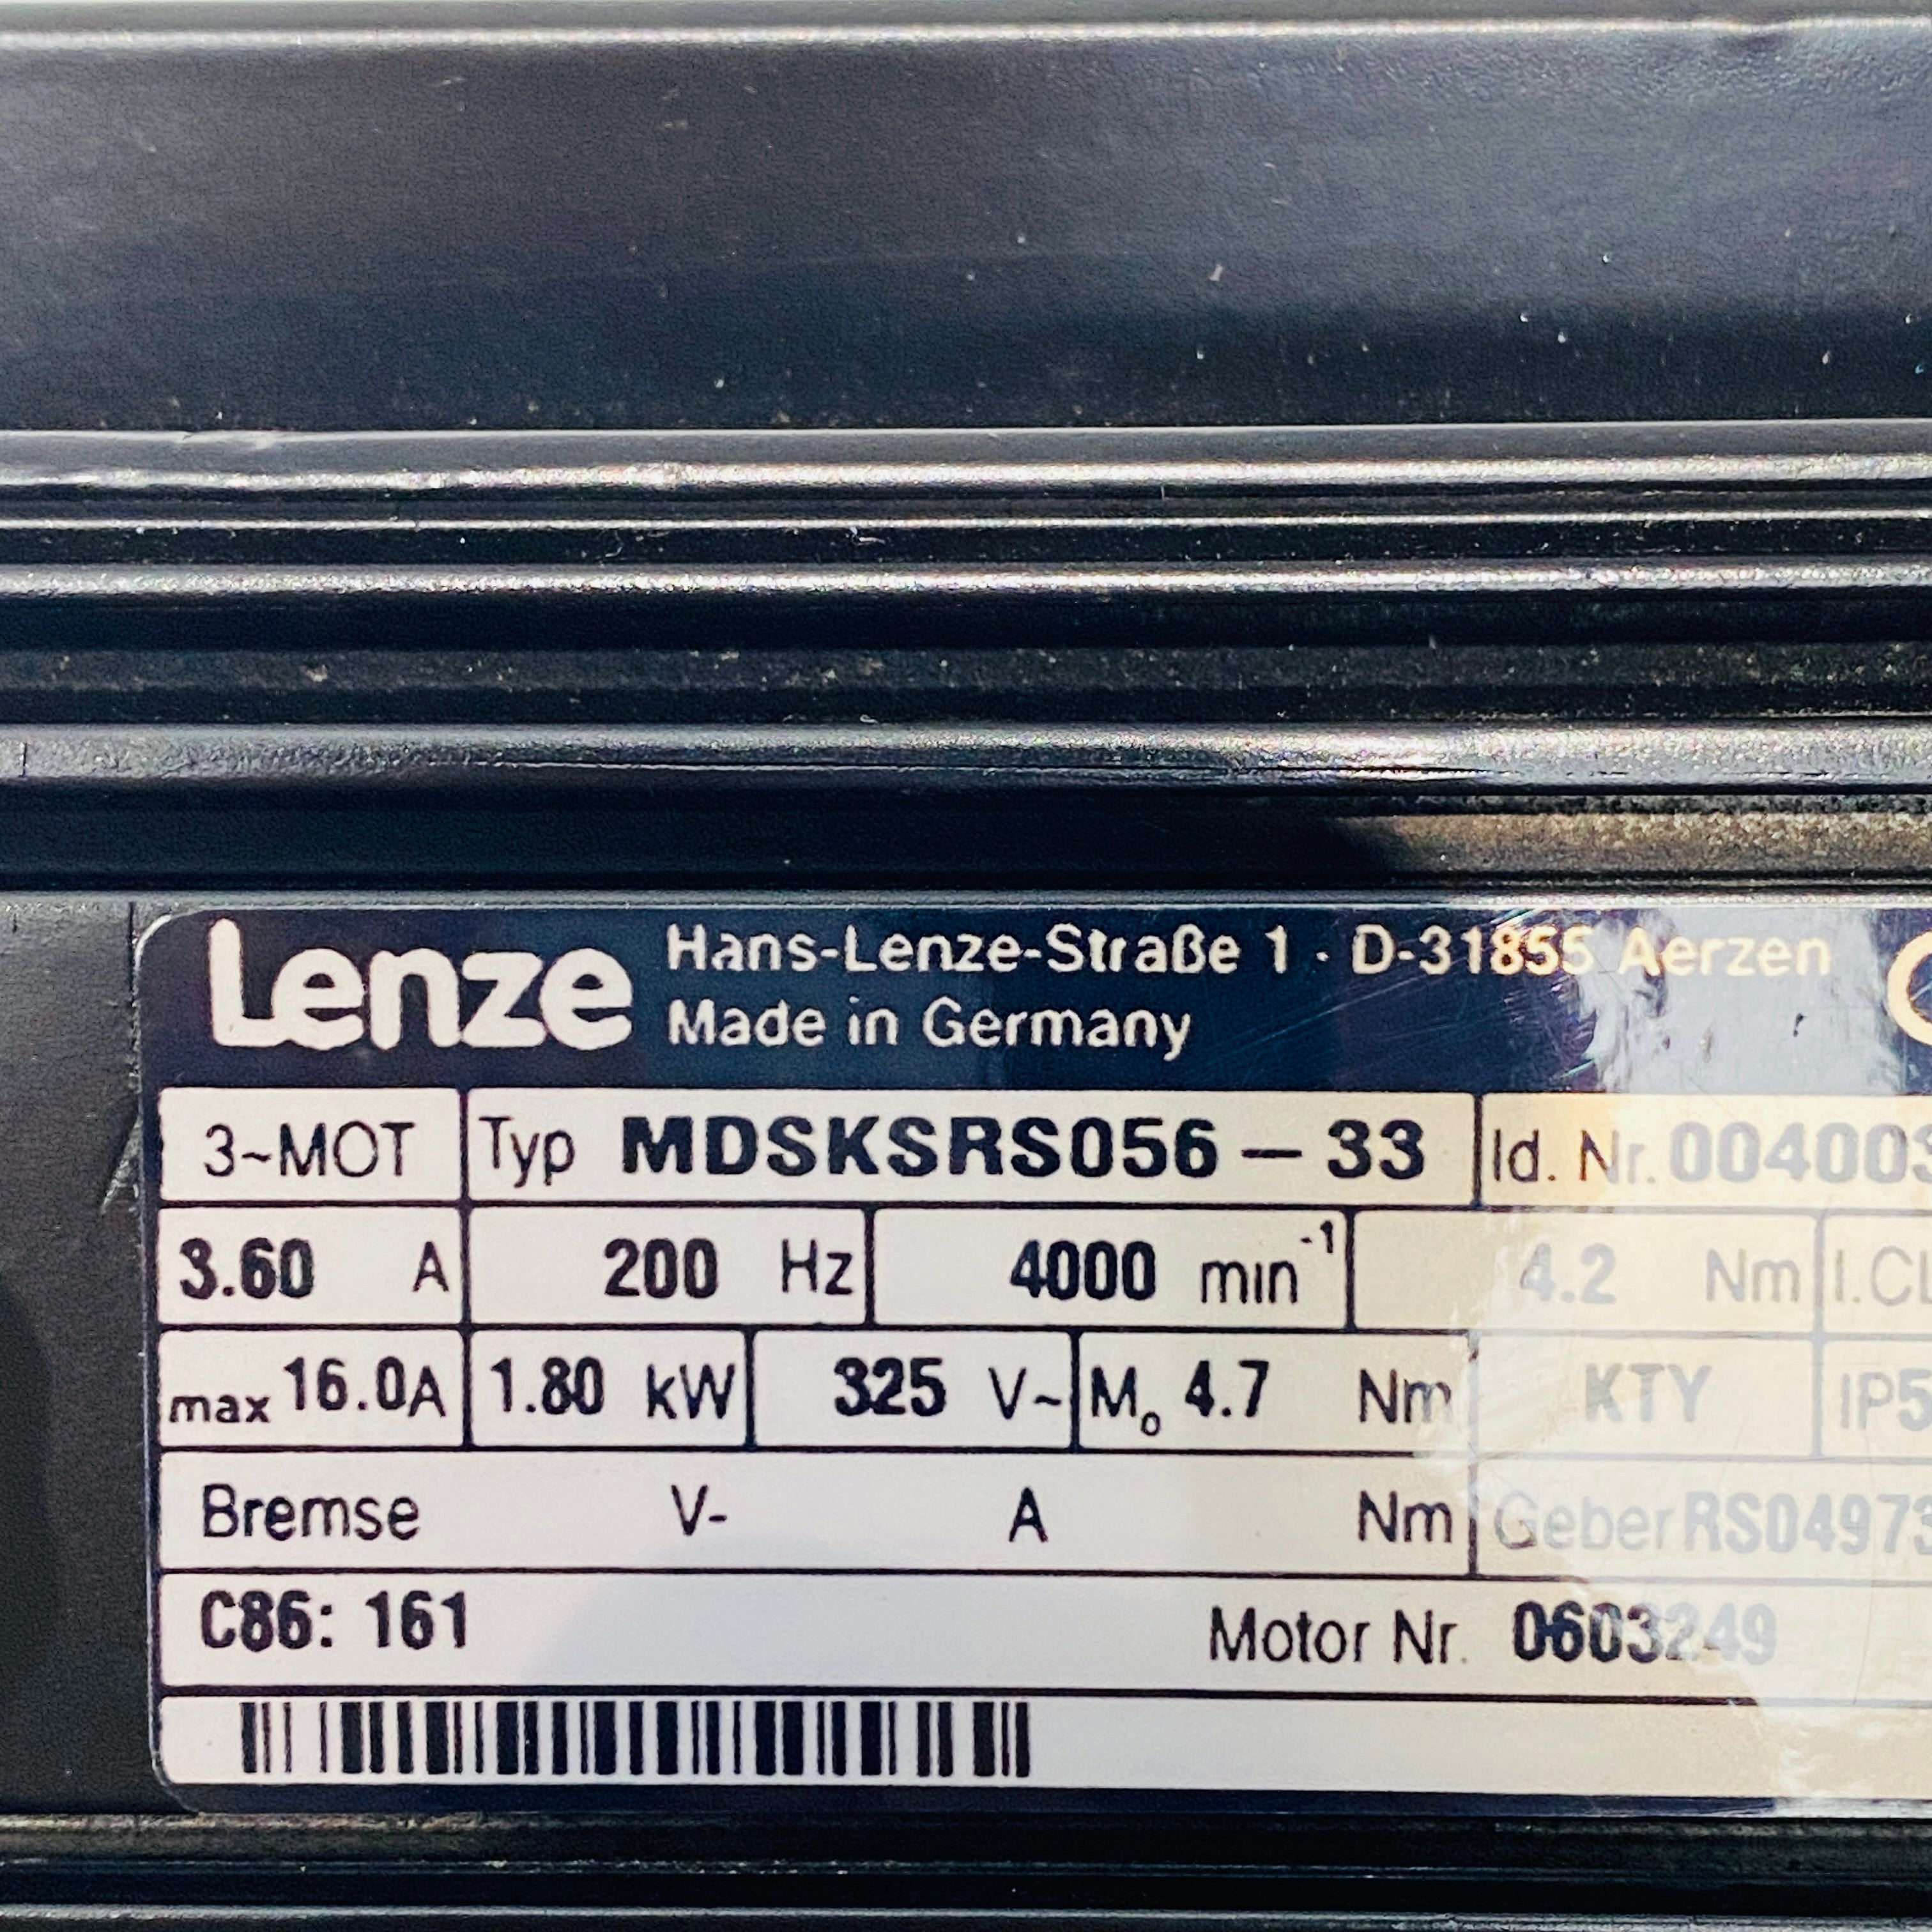 Lenze
Hans-Lenze-Straße 1 · D-31855 Aerzen
Made in Germany
3~MOT Typ MDSKSRS056 – 33 Id. Nr. 004003
3.60 A 200 Hz 4000 min⁻¹ 4.2 Nm I.CL
max 16.0A 1.80 kW 325 V~ M₀ 4.7 Nm KTY IP5
Bremse V- A Nm Geber RS04973
C86: 161 Motor Nr. 0603249